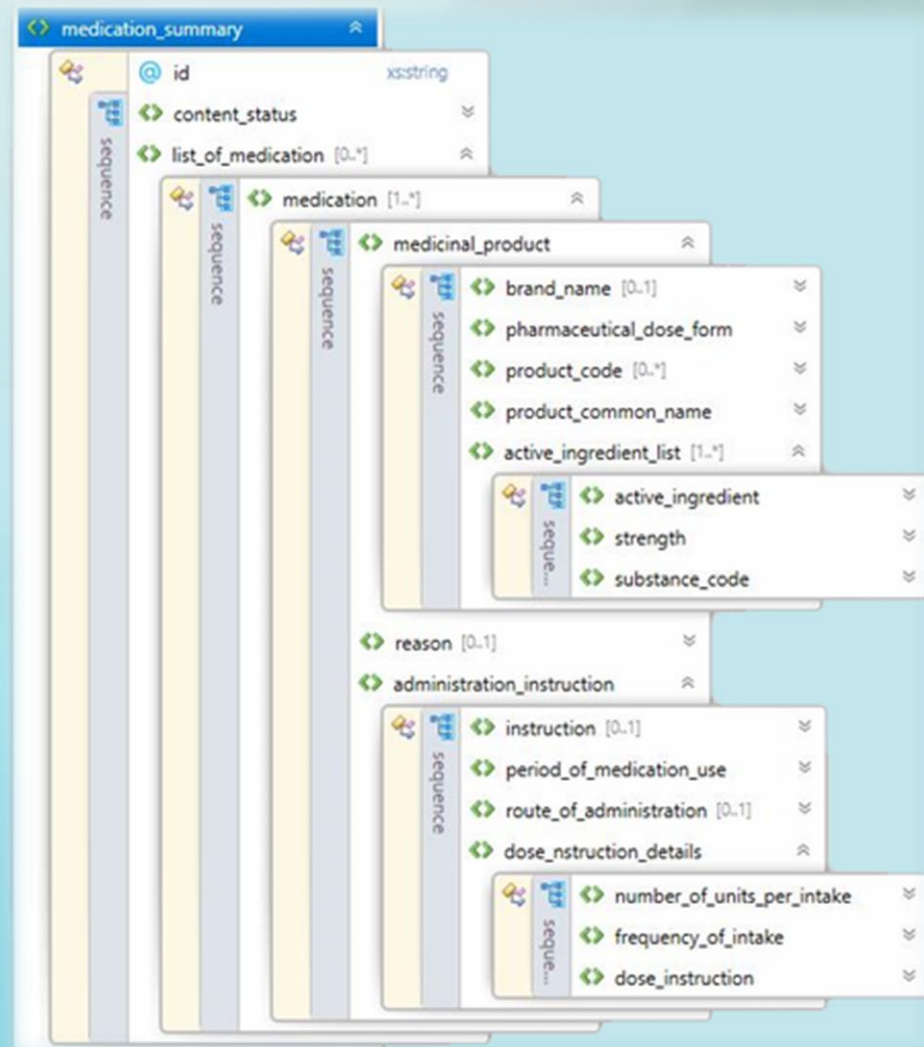 medication_summary
id xs:string
content_status
list_of_medication [0..*]
medication [1..*]
medicinal_product
brand_name [0..1]
pharmaceutical_dose_form
product_code [0..*]
product_common_name
active_ingredient_list [1..*]
active_ingredient
strength
substance_code
reason [0..1]
administration_instruction
instruction [0..1]
period_of_medication_use
route_of_administration [0..1]
dose_nstruction_details
number_of_units_per_intake
frequency_of_intake
dose_instruction
sequence
sequence
sequence
sequence
seque...
sequence
seque...